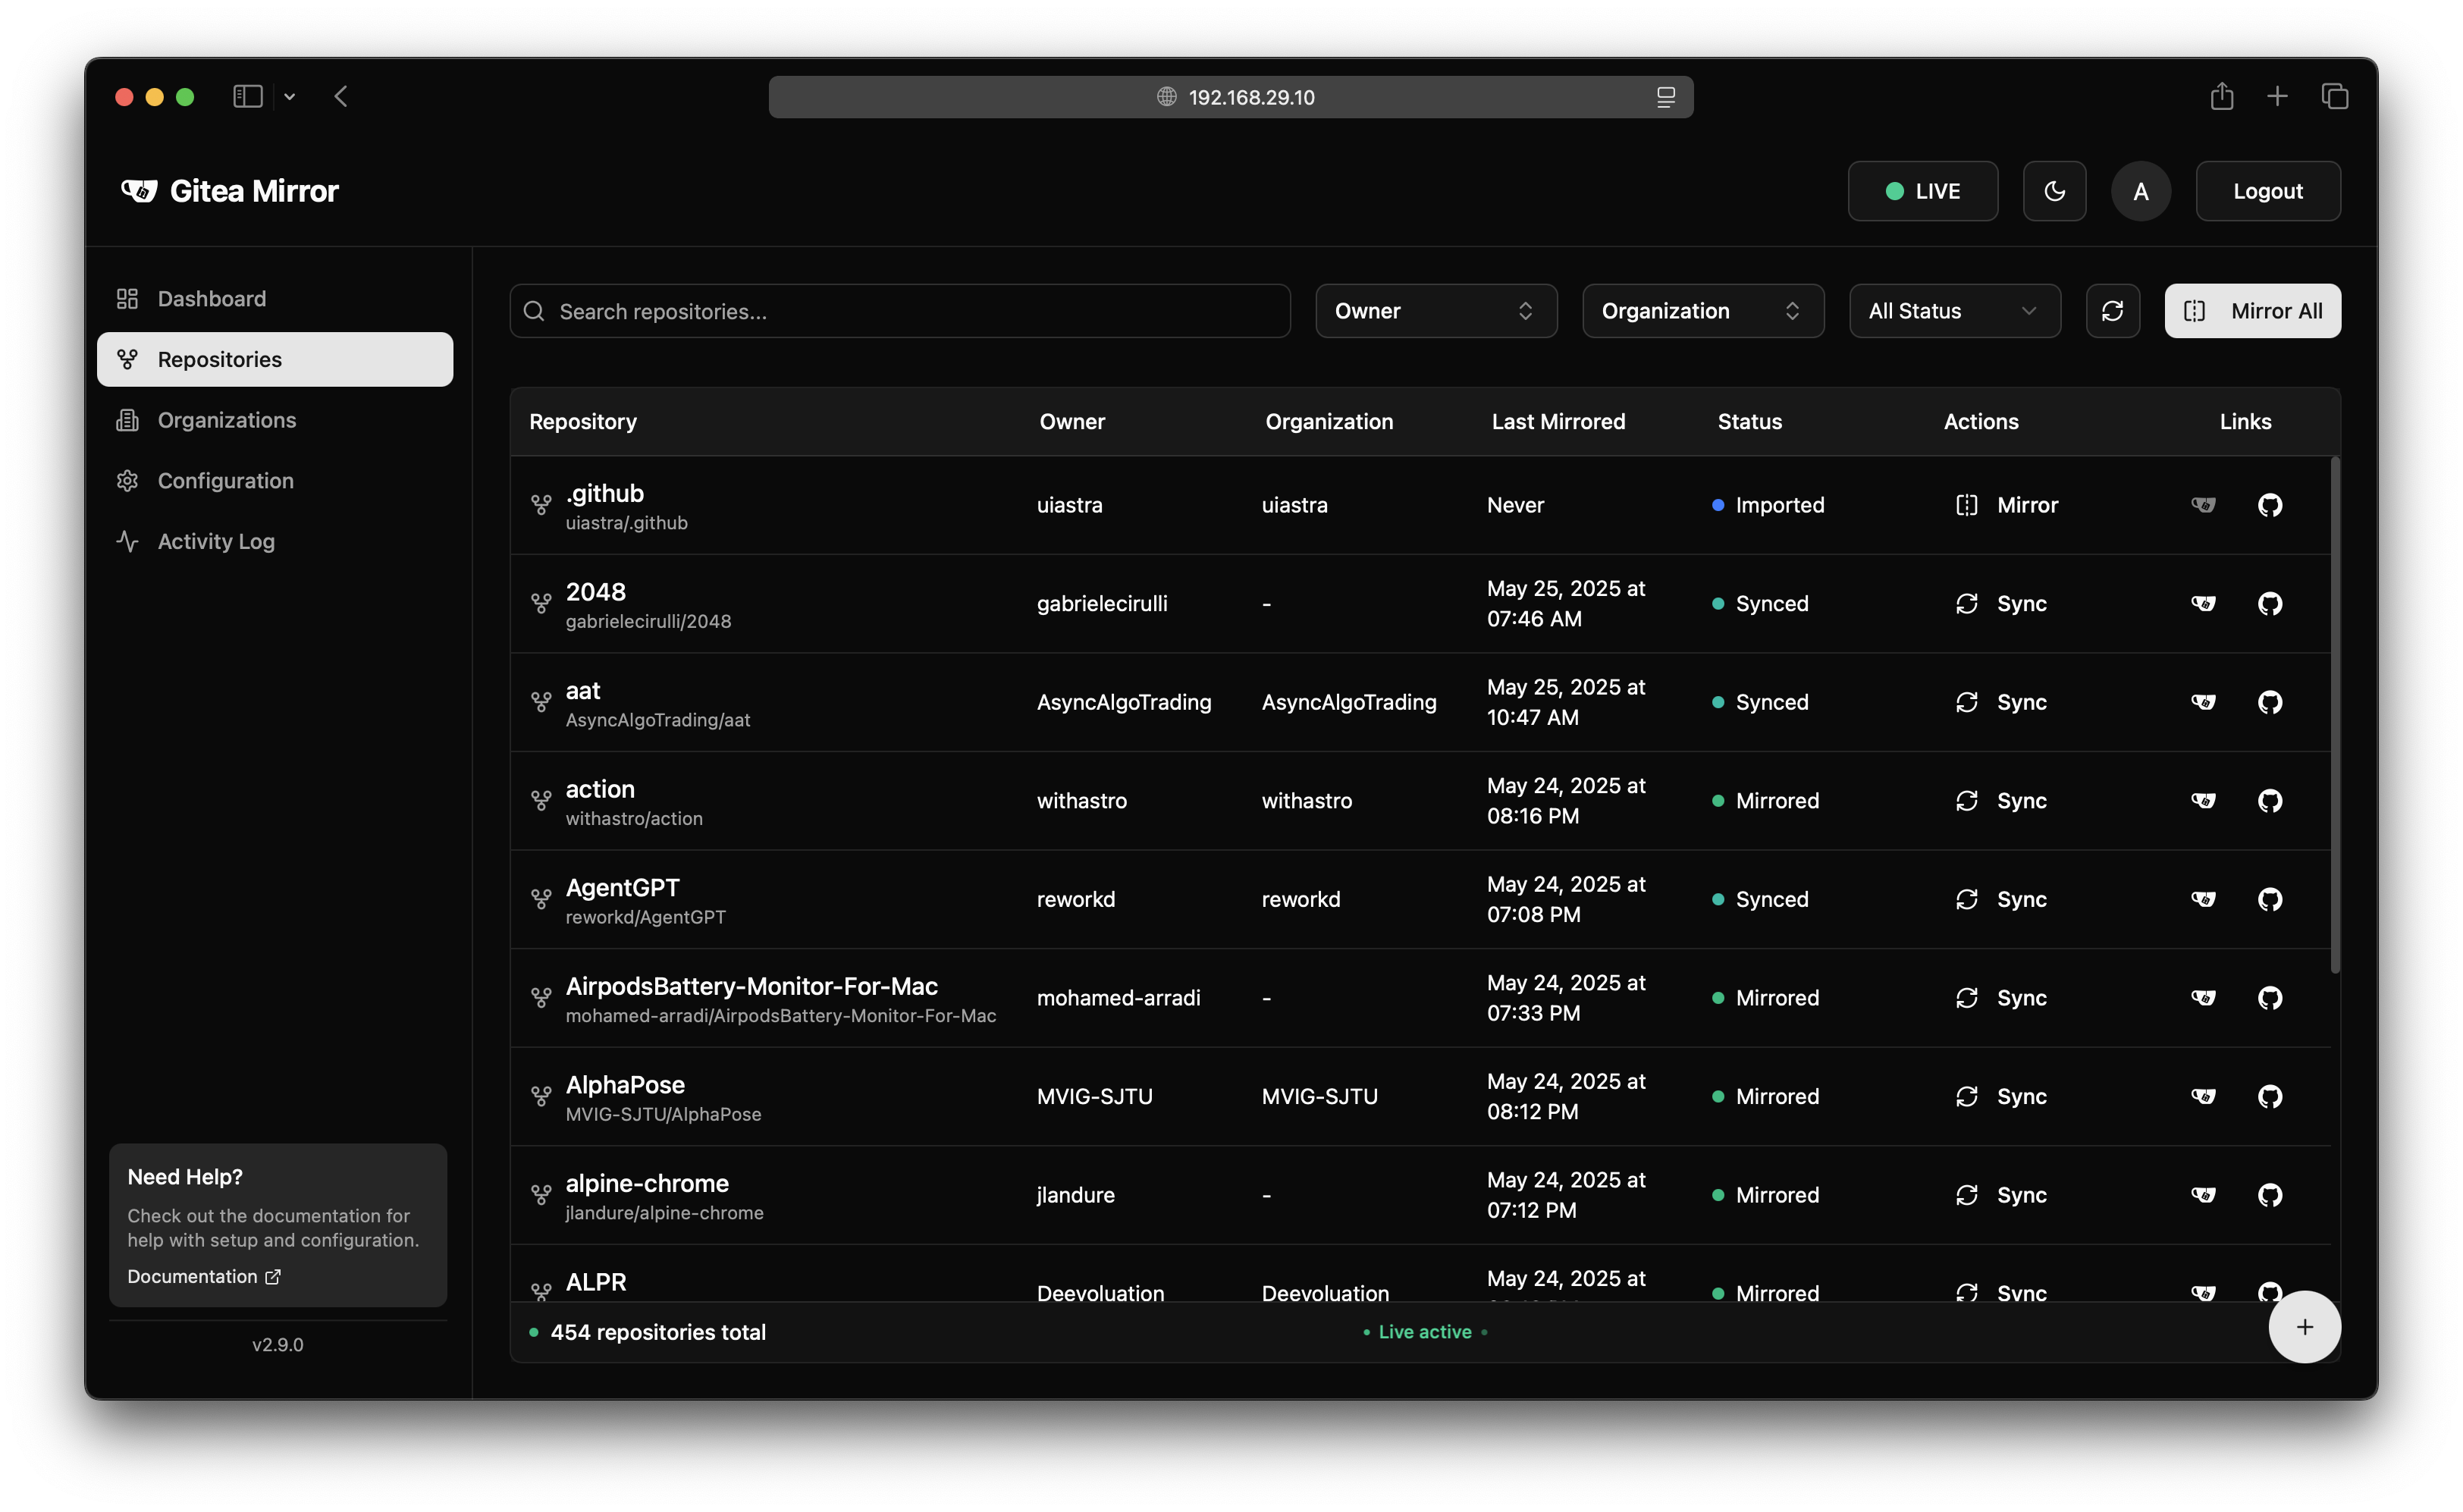 192.168.29.10
Gitea Mirror
LIVE
A
Logout
Dashboard
Repositories
Organizations
Configuration
Activity Log
Need Help?
Check out the documentation for
help with setup and configuration.
Documentation
v2.9.0
Search repositories...
Owner
Organization
All Status
Mirror All
Repository Owner Organization Last Mirrored Status Actions Links
.github
uiastra/.github
uiastra
uiastra
Never
Imported
Mirror
2048
gabrielecirulli/2048
gabrielecirulli
-
May 25, 2025 at
07:46 AM
Synced
Sync
aat
AsyncAlgoTrading/aat
AsyncAlgoTrading
AsyncAlgoTrading
May 25, 2025 at
10:47 AM
Synced
Sync
action
withastro/action
withastro
withastro
May 24, 2025 at
08:16 PM
Mirrored
Sync
AgentGPT
reworkd/AgentGPT
reworkd
reworkd
May 24, 2025 at
07:08 PM
Synced
Sync
AirpodsBattery-Monitor-For-Mac
mohamed-arradi/AirpodsBattery-Monitor-For-Mac
mohamed-arradi
-
May 24, 2025 at
07:33 PM
Mirrored
Sync
AlphaPose
MVIG-SJTU/AlphaPose
MVIG-SJTU
MVIG-SJTU
May 24, 2025 at
08:12 PM
Mirrored
Sync
alpine-chrome
jlandure/alpine-chrome
jlandure
-
May 24, 2025 at
07:12 PM
Mirrored
Sync
ALPR
Deevoluation
Deevoluation
May 24, 2025 at
Mirrored
Sync
454 repositories total
Live active